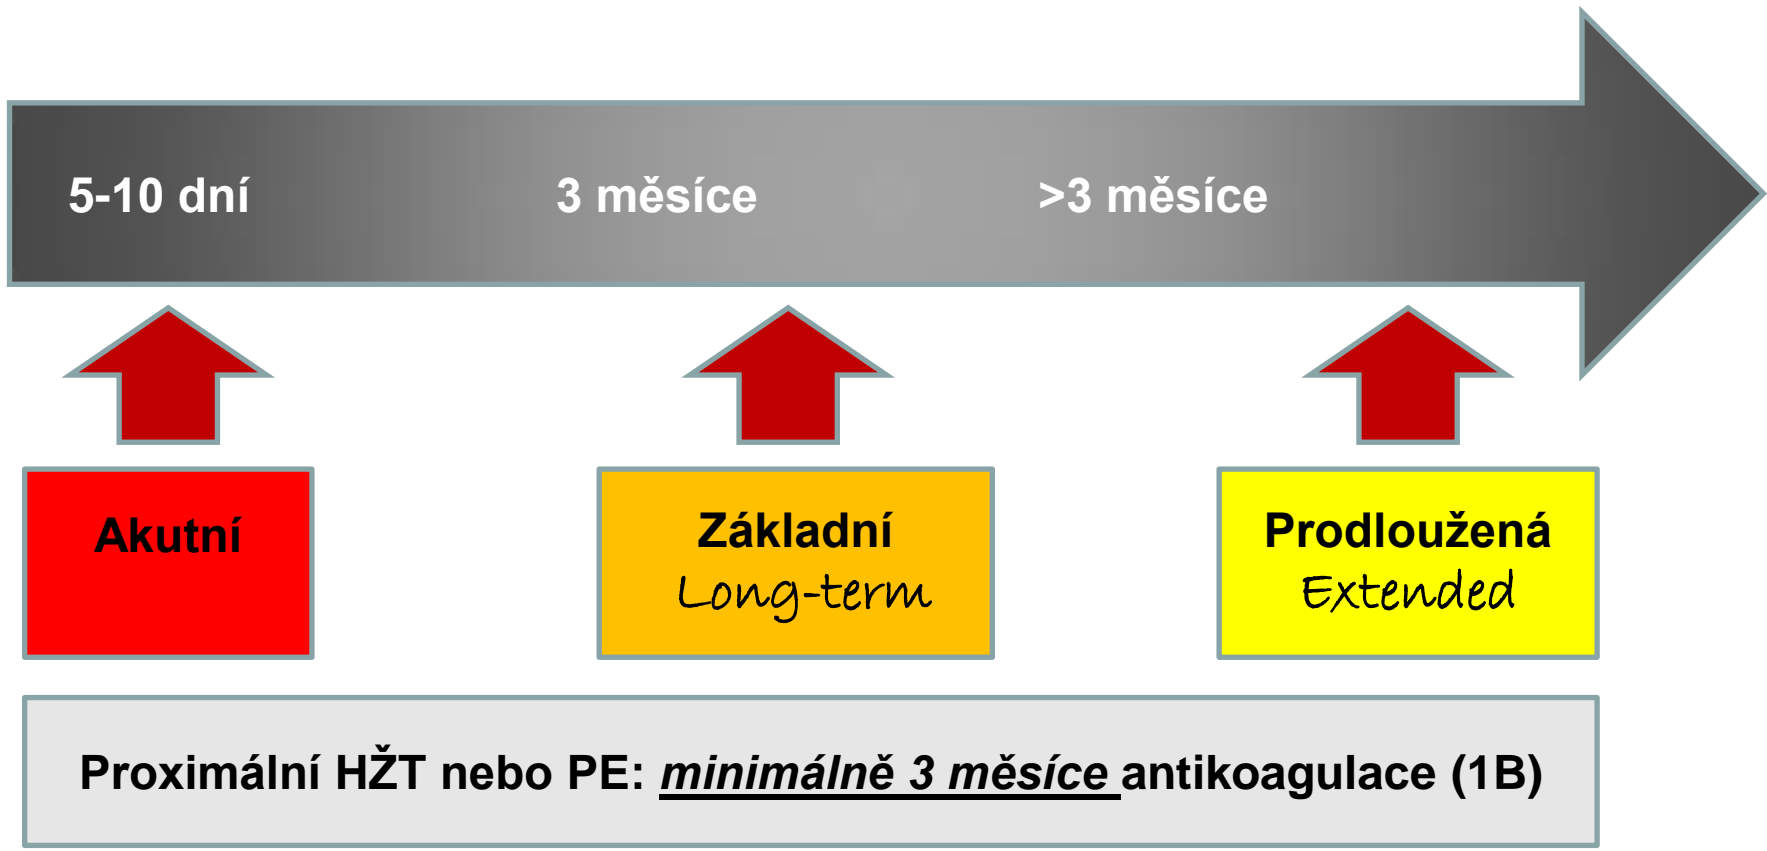 5-10 dní
3 měsíce
>3 měsíce
Akutní
Základní
Long-term
Prodloužená
Extended
Proximální HŽT nebo PE: minimálně 3 měsíce antikoagulace (1B)